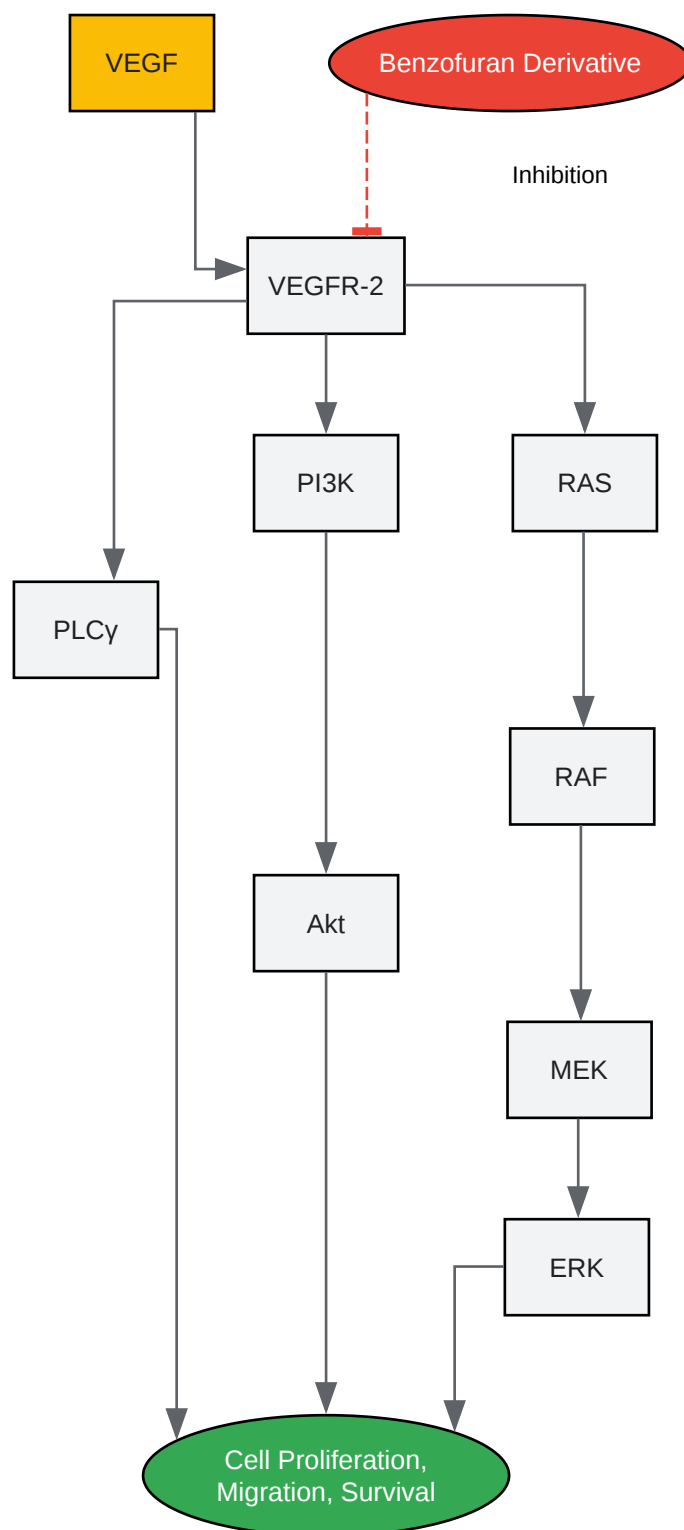 VEGF
Benzofuran Derivative
Inhibition
VEGFR-2
PI3K
RAS
PLCγ
RAF
Akt
MEK
ERK
Cell Proliferation,
Migration, Survival